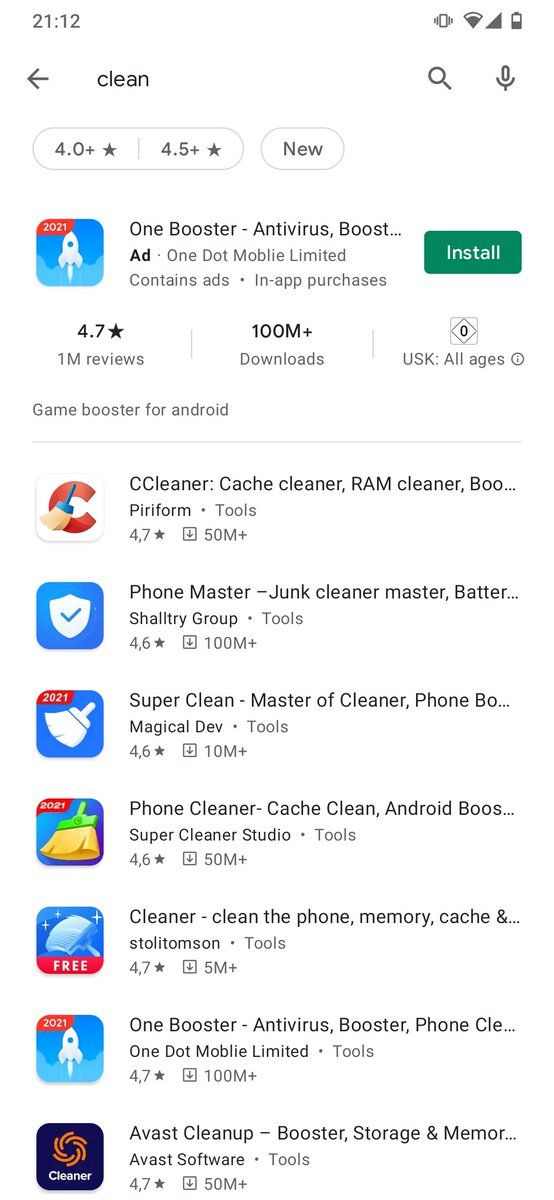 21:12
clean
4.0+ ★ 4.5+ ★ New
2021
One Booster - Antivirus, Boost...
Ad · One Dot Moblie Limited
Contains ads • In-app purchases
Install
4.7★ 100M+ 0
1M reviews Downloads USK: All ages
Game booster for android
CCleaner: Cache cleaner, RAM cleaner, Boo...
Piriform • Tools
4,7★ 50M+
Phone Master –Junk cleaner master, Batter...
Shalltry Group • Tools
4,6★ 100M+
2021
Super Clean - Master of Cleaner, Phone Bo...
Magical Dev • Tools
4,6★ 10M+
2021
Phone Cleaner- Cache Clean, Android Boos...
Super Cleaner Studio • Tools
4,6★ 50M+
Cleaner - clean the phone, memory, cache &...
stolitomson • Tools
FREE
4,7★ 5M+
2021
One Booster - Antivirus, Booster, Phone Cle...
One Dot Moblie Limited • Tools
4,7★ 100M+
Avast Cleanup – Booster, Storage & Memor...
Avast Software • Tools
Cleaner
4,7★ 50M+